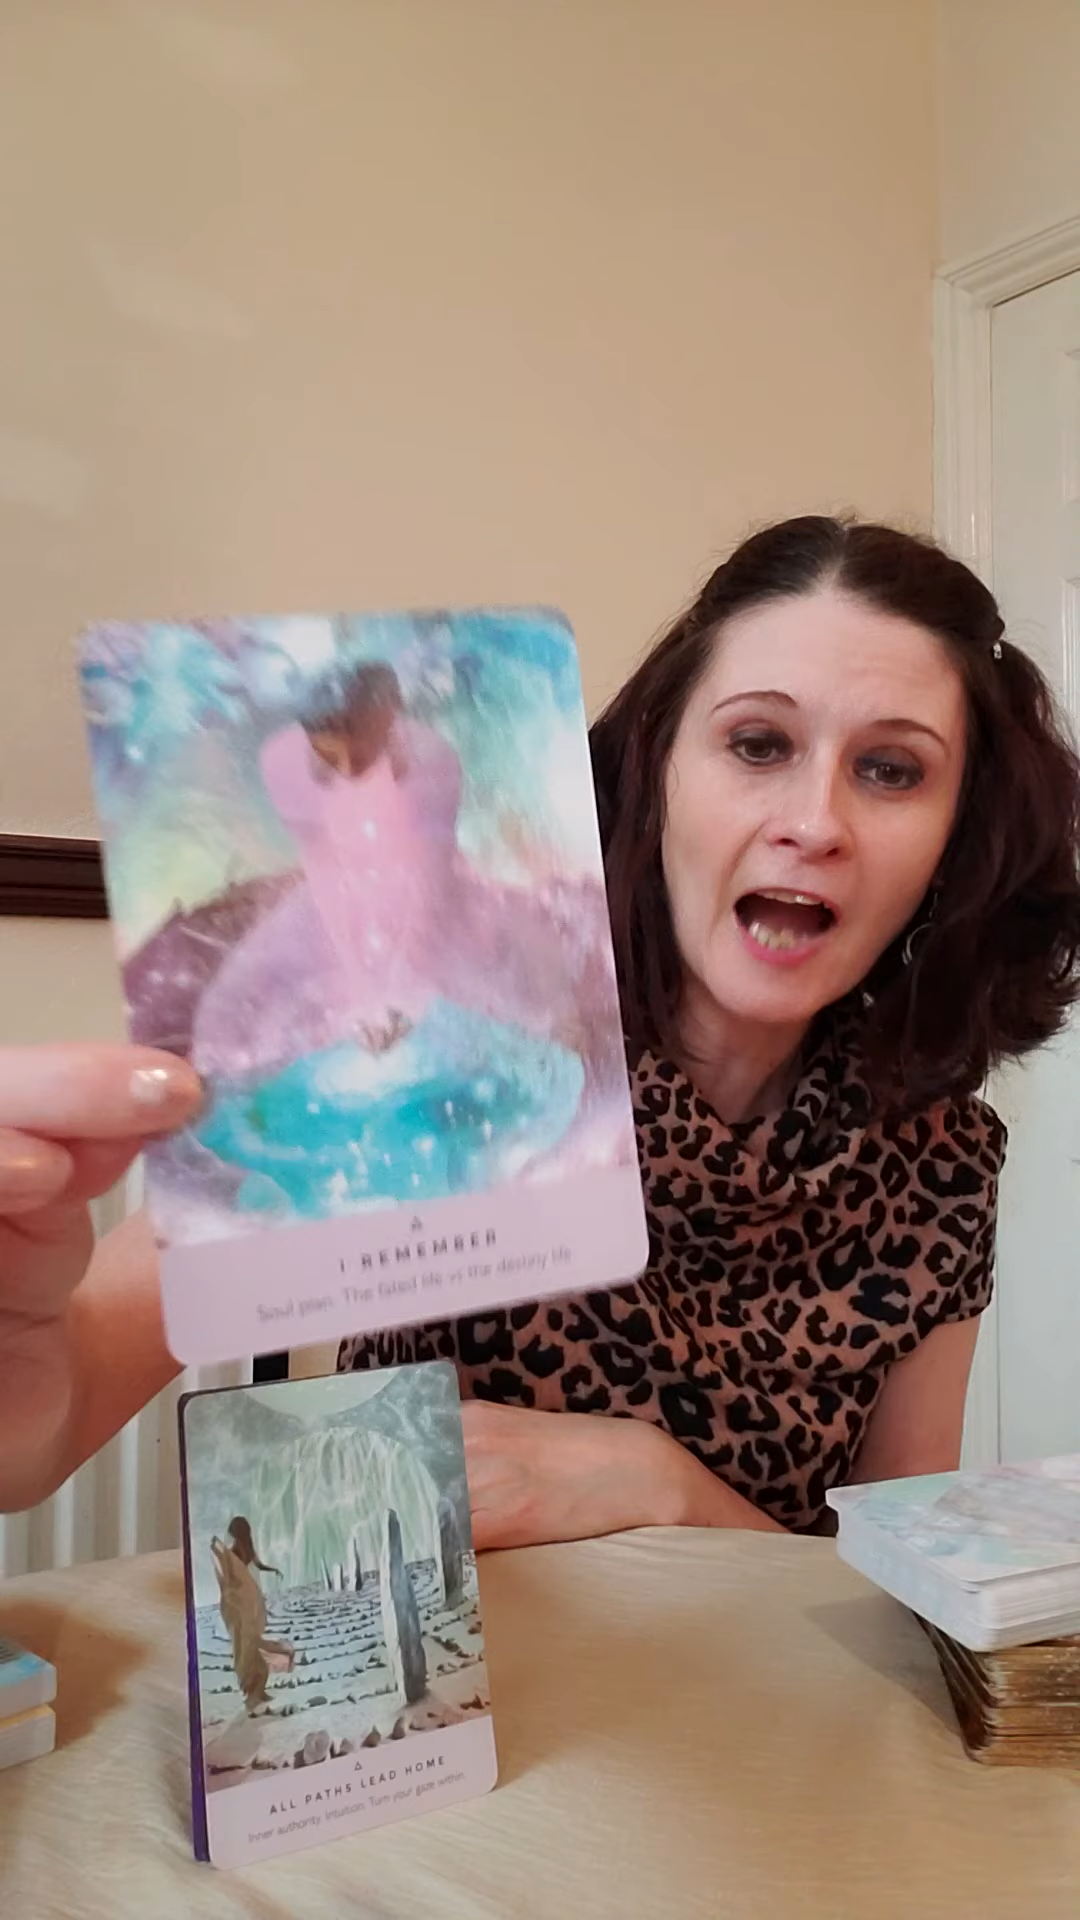 I REMEMBER
Soul plan. The fated life vs the destiny life
ALL PATHS LEAD HOME
Inner authority. Intuition. Turn your gaze within.